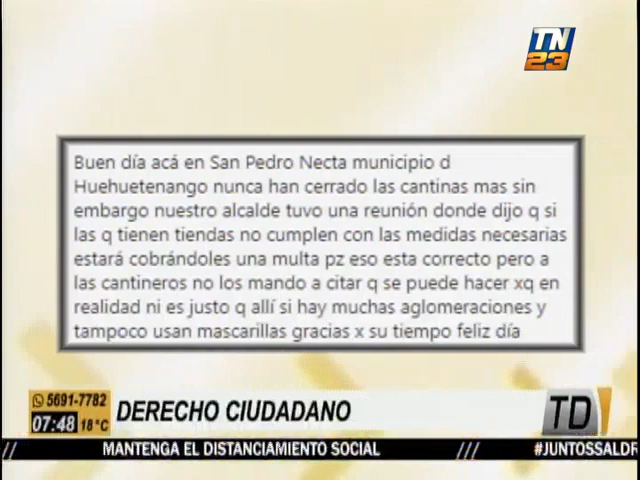 TN
23
Buen día acá en San Pedro Necta municipio d
Huehuetenango nunca han cerrado las cantinas mas sin
embargo nuestro alcalde tuvo una reunión donde dijo q si
las q tienen tiendas no cumplen con las medidas necesarias
estará cobrándoles una multa pz eso esta correcto pero a
las cantineros no los mando a citar q se puede hacer xq en
realidad ni es justo q allí si hay muchas aglomeraciones y
tampoco usan mascarillas gracias x su tiempo feliz día
5691-7782
07:48 18°C
DERECHO CIUDADANO
TD
// MANTENGA EL DISTANCIAMIENTO SOCIAL /// #JUNTOSSALDR